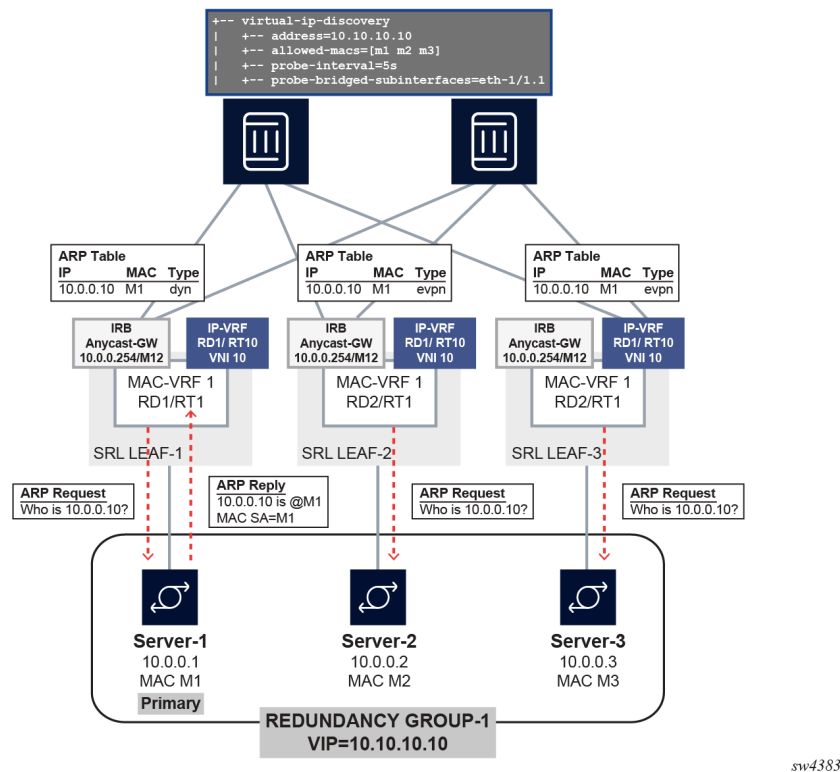 +-- virtual-ip-discovery
| +-- address=10.10.10.10
| +-- allowed-macs=[m1 m2 m3]
| +-- probe-interval=5s
| +-- probe-bridged-subinterfaces=eth-1/1.1
ARP Table
IP MAC Type
10.0.0.10 M1 dyn
ARP Table
IP MAC Type
10.0.0.10 M1 evpn
ARP Table
IP MAC Type
10.0.0.10 M1 evpn
IRB
Anycast-GW
10.0.0.254/M12
IP-VRF
RD1/ RT10
VNI 10
IRB
Anycast-GW
10.0.0.254/M12
IP-VRF
RD1/ RT10
VNI 10
IRB
Anycast-GW
10.0.0.254/M12
IP-VRF
RD1/ RT10
VNI 10
MAC-VRF 1
RD1/RT1
MAC-VRF 1
RD2/RT1
MAC-VRF 1
RD2/RT1
SRL LEAF-1
SRL LEAF-2
SRL LEAF-3
ARP Request
Who is 10.0.0.10?
ARP Reply
10.0.0.10 is @M1
MAC SA=M1
ARP Request
Who is 10.0.0.10?
ARP Request
Who is 10.0.0.10?
Server-1
10.0.0.1
MAC M1
Primary
Server-2
10.0.0.2
MAC M2
Server-3
10.0.0.3
MAC M3
REDUNDANCY GROUP-1
VIP=10.10.10.10
sw4383